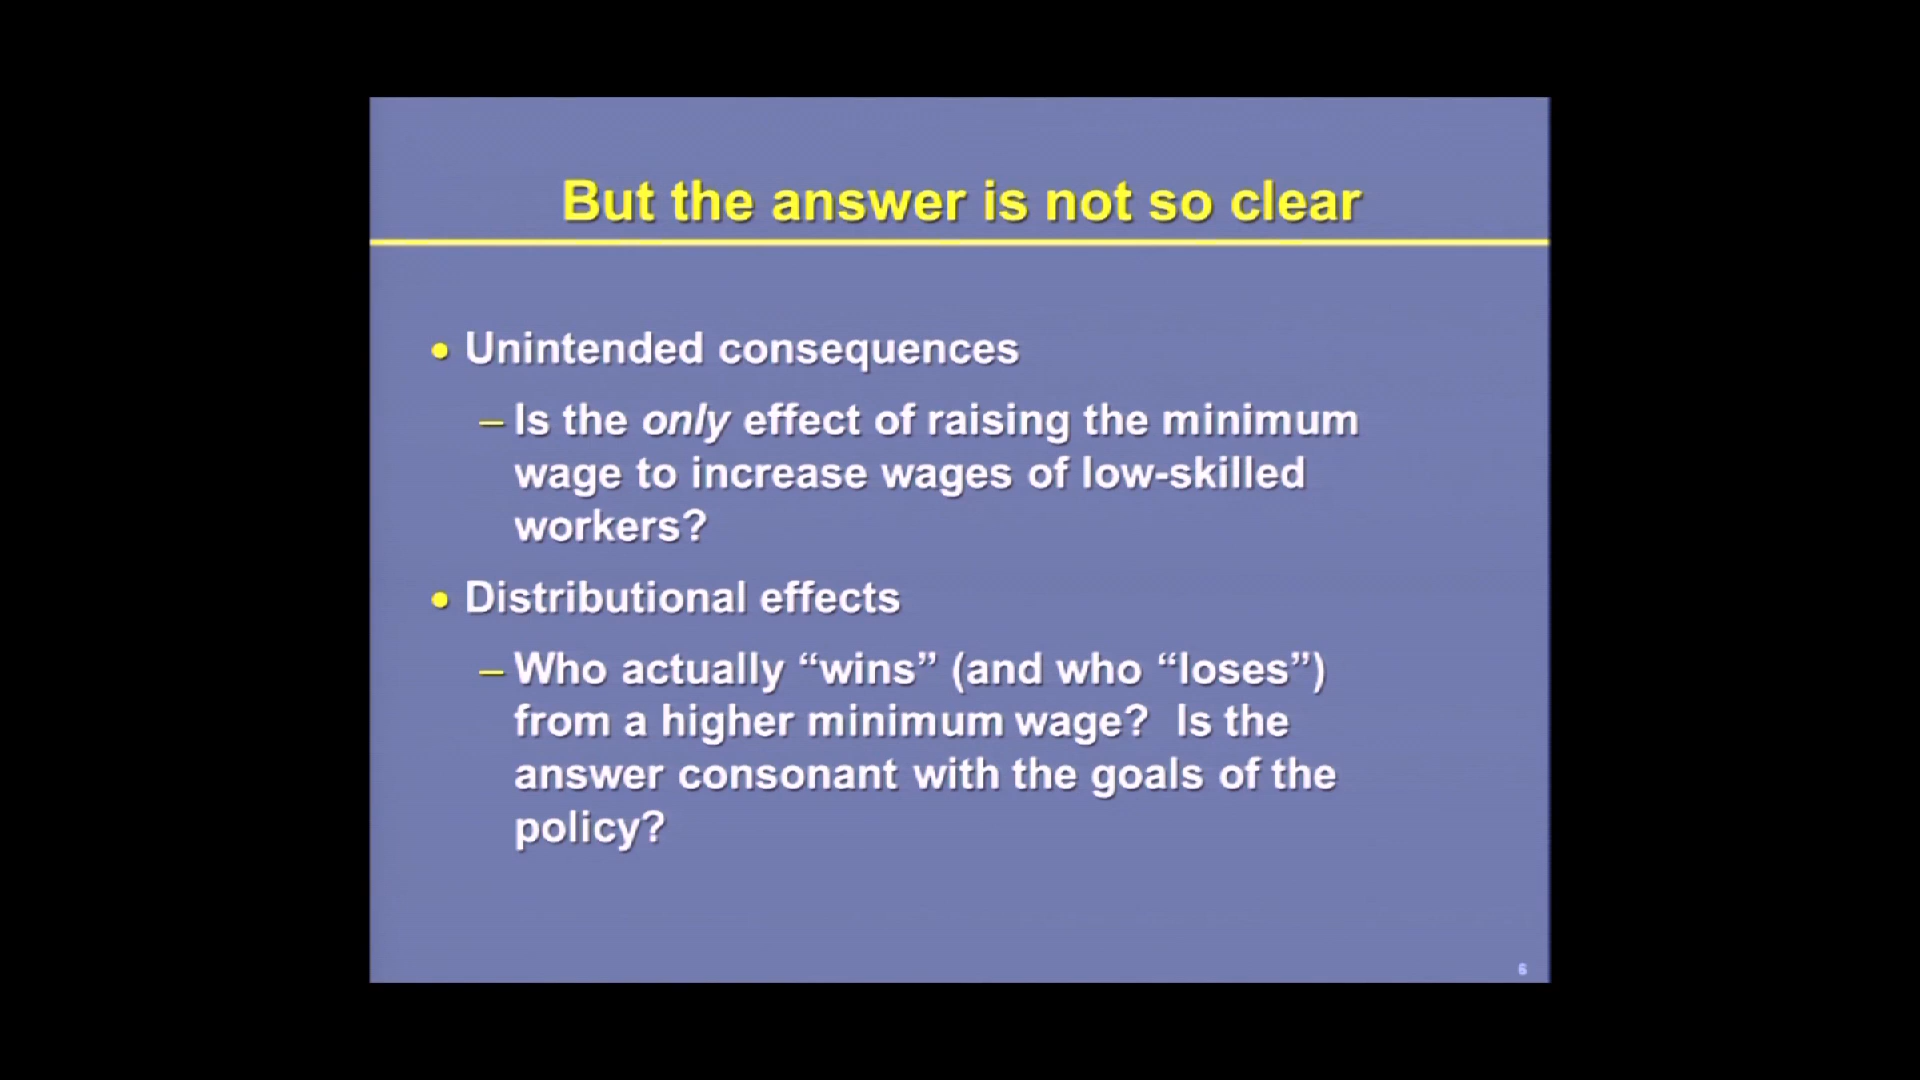 But the answer is not so clear
• Unintended consequences
– Is the only effect of raising the minimum
wage to increase wages of low-skilled
workers?
• Distributional effects
– Who actually “wins” (and who “loses”)
from a higher minimum wage?  Is the
answer consonant with the goals of the
policy?
6